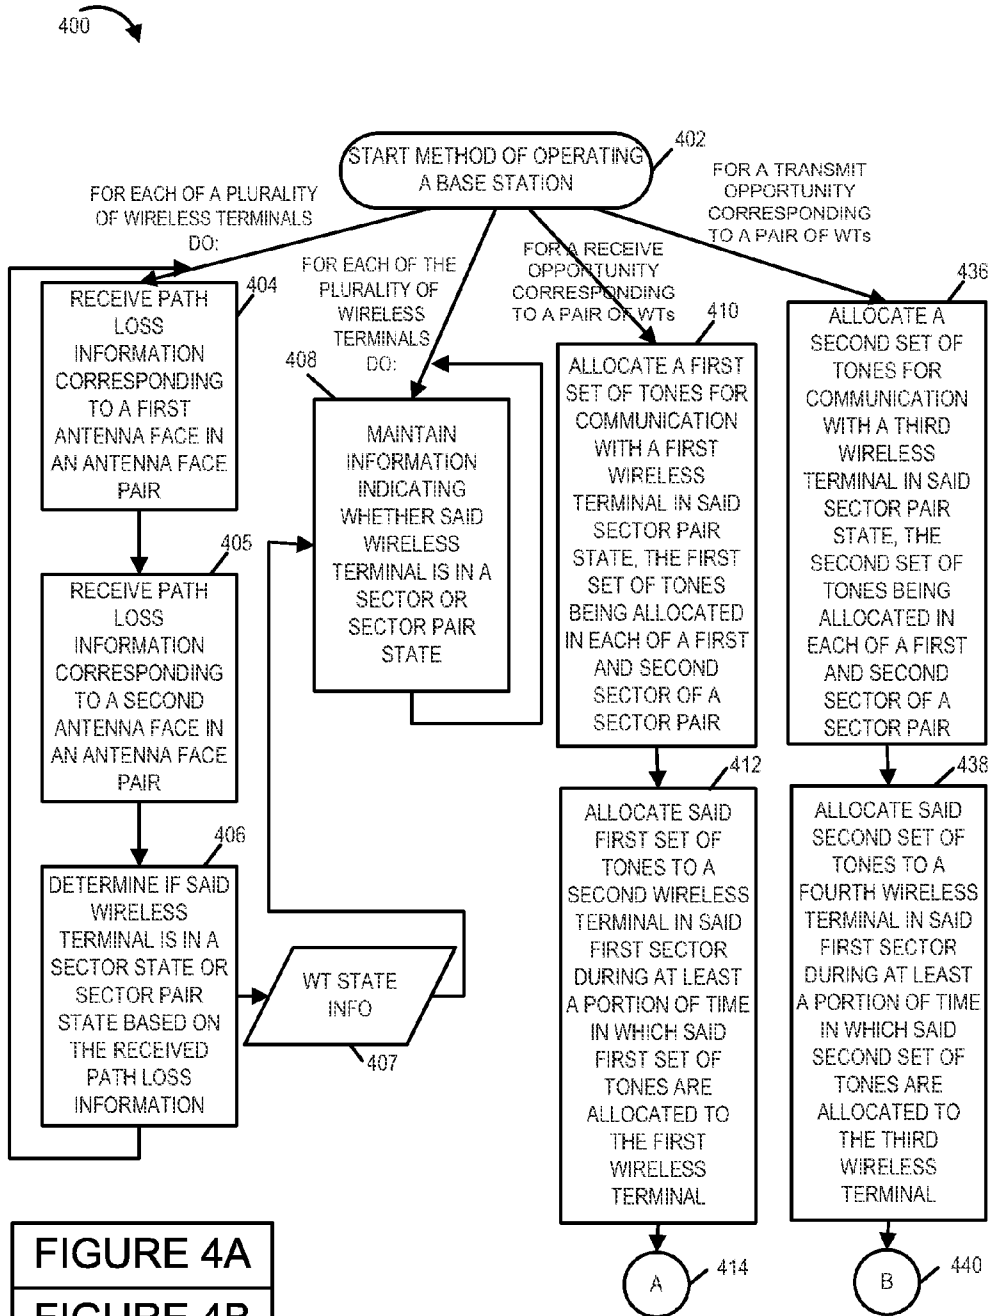 400
START METHOD OF OPERATING
A BASE STATION
402
FOR EACH OF A PLURALITY
OF WIRELESS TERMINALS
DO:
FOR EACH OF THE
PLURALITY OF
WIRELESS
TERMINALS
DO:
FOR A RECEIVE
OPPORTUNITY
CORRESPONDING
TO A PAIR OF WTs
FOR A TRANSMIT
OPPORTUNITY
CORRESPONDING
TO A PAIR OF WTs
404
RECEIVE PATH
LOSS
INFORMATION
CORRESPONDING
TO A FIRST
ANTENNA FACE IN
AN ANTENNA FACE
PAIR
405
RECEIVE PATH
LOSS
INFORMATION
CORRESPONDING
TO A SECOND
ANTENNA FACE IN
AN ANTENNA FACE
PAIR
406
DETERMINE IF SAID
WIRELESS
TERMINAL IS IN A
SECTOR STATE OR
SECTOR PAIR
STATE BASED ON
THE RECEIVED
PATH LOSS
INFORMATION
WT STATE
INFO
407
408
MAINTAIN
INFORMATION
INDICATING
WHETHER SAID
WIRELESS
TERMINAL IS IN A
SECTOR OR
SECTOR PAIR
STATE
410
ALLOCATE A FIRST
SET OF TONES FOR
COMMUNICATION
WITH A FIRST
WIRELESS
TERMINAL IN SAID
SECTOR PAIR
STATE, THE FIRST
SET OF TONES
BEING ALLOCATED
IN EACH OF A FIRST
AND SECOND
SECTOR OF A
SECTOR PAIR
412
ALLOCATE SAID
FIRST SET OF
TONES TO A
SECOND WIRELESS
TERMINAL IN SAID
FIRST SECTOR
DURING AT LEAST
A PORTION OF TIME
IN WHICH SAID
FIRST SET OF
TONES ARE
ALLOCATED TO
THE FIRST
WIRELESS
TERMINAL
A
414
436
ALLOCATE A
SECOND SET OF
TONES FOR
COMMUNICATION
WITH A THIRD
WIRELESS
TERMINAL IN SAID
SECTOR PAIR
STATE, THE
SECOND SET OF
TONES BEING
ALLOCATED IN
EACH OF A FIRST
AND SECOND
SECTOR OF A
SECTOR PAIR
438
ALLOCATE SAID
SECOND SET OF
TONES TO A
FOURTH WIRELESS
TERMINAL IN SAID
FIRST SECTOR
DURING AT LEAST
A PORTION OF TIME
IN WHICH SAID
SECOND SET OF
TONES ARE
ALLOCATED TO
THE THIRD
WIRELESS
TERMINAL
B
440
FIGURE 4A
FIGURE 4B